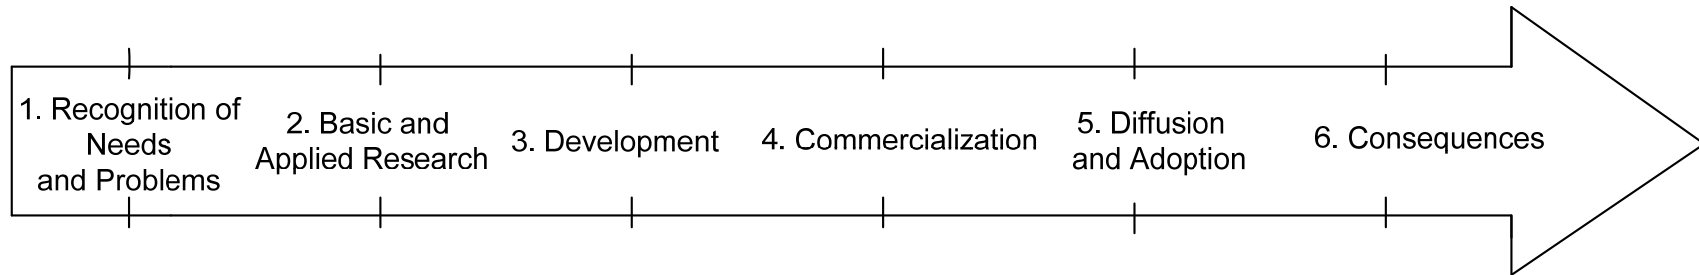 1. Recognition of
Needs
and Problems
2. Basic and
Applied Research
3. Development
4. Commercialization
5. Diffusion
and Adoption
6. Consequences